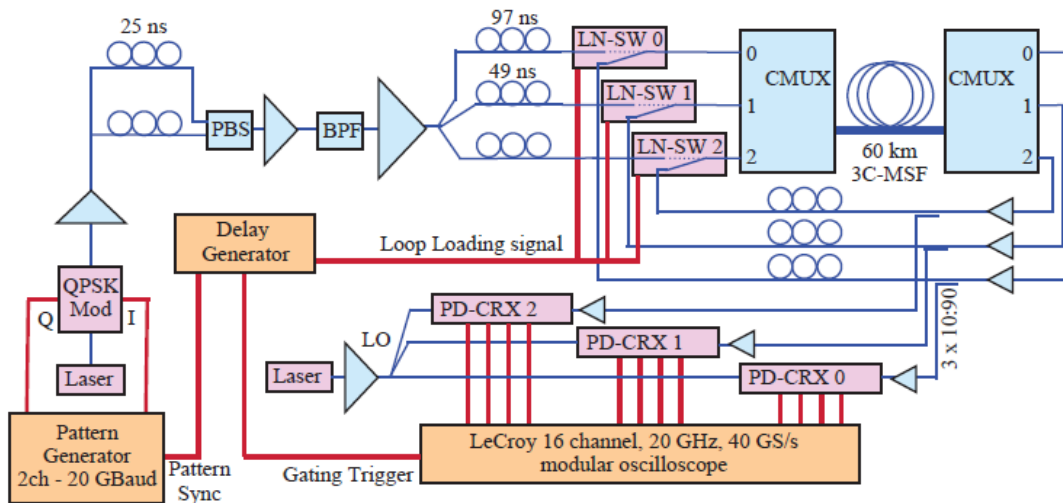 25 ns
97 ns
LN-SW 0
49 ns
LN-SW 1
LN-SW 2
PBS
BPF
0
1
2
CMUX
60 km
3C-MSF
CMUX
0
1
2
Delay
Generator
Loop Loading signal
QPSK
Mod
Q
I
Laser
LO
Laser
PD-CRX 2
PD-CRX 1
PD-CRX 0
3 x 10:90
Pattern
Generator
2ch - 20 GBaud
Pattern
Sync
Gating Trigger
LeCroy 16 channel, 20 GHz, 40 GS/s
modular oscilloscope